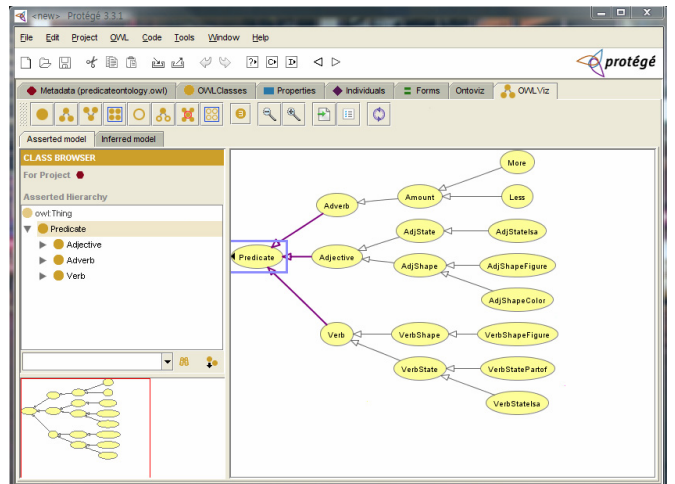 <new> Protégé 3.3.1
File Edit Project OWL Code Tools Window Help
protégé
Metadata (predicateontology.owl) OWLClasses Properties Individuals Forms Ontoviz OWLViz
Asserted model Inferred model
CLASS BROWSER
For Project
Asserted Hierarchy
owl:Thing
Predicate
Adjective
Adverb
Verb
More
Adverb Amount Less
AdjState AdjStateIsa
Predicate Adjective
AdjShape AdjShapeFigure
AdjShapeColor
Verb VerbShape VerbShapeFigure
VerbState VerbStatePartof
VerbStateIsa